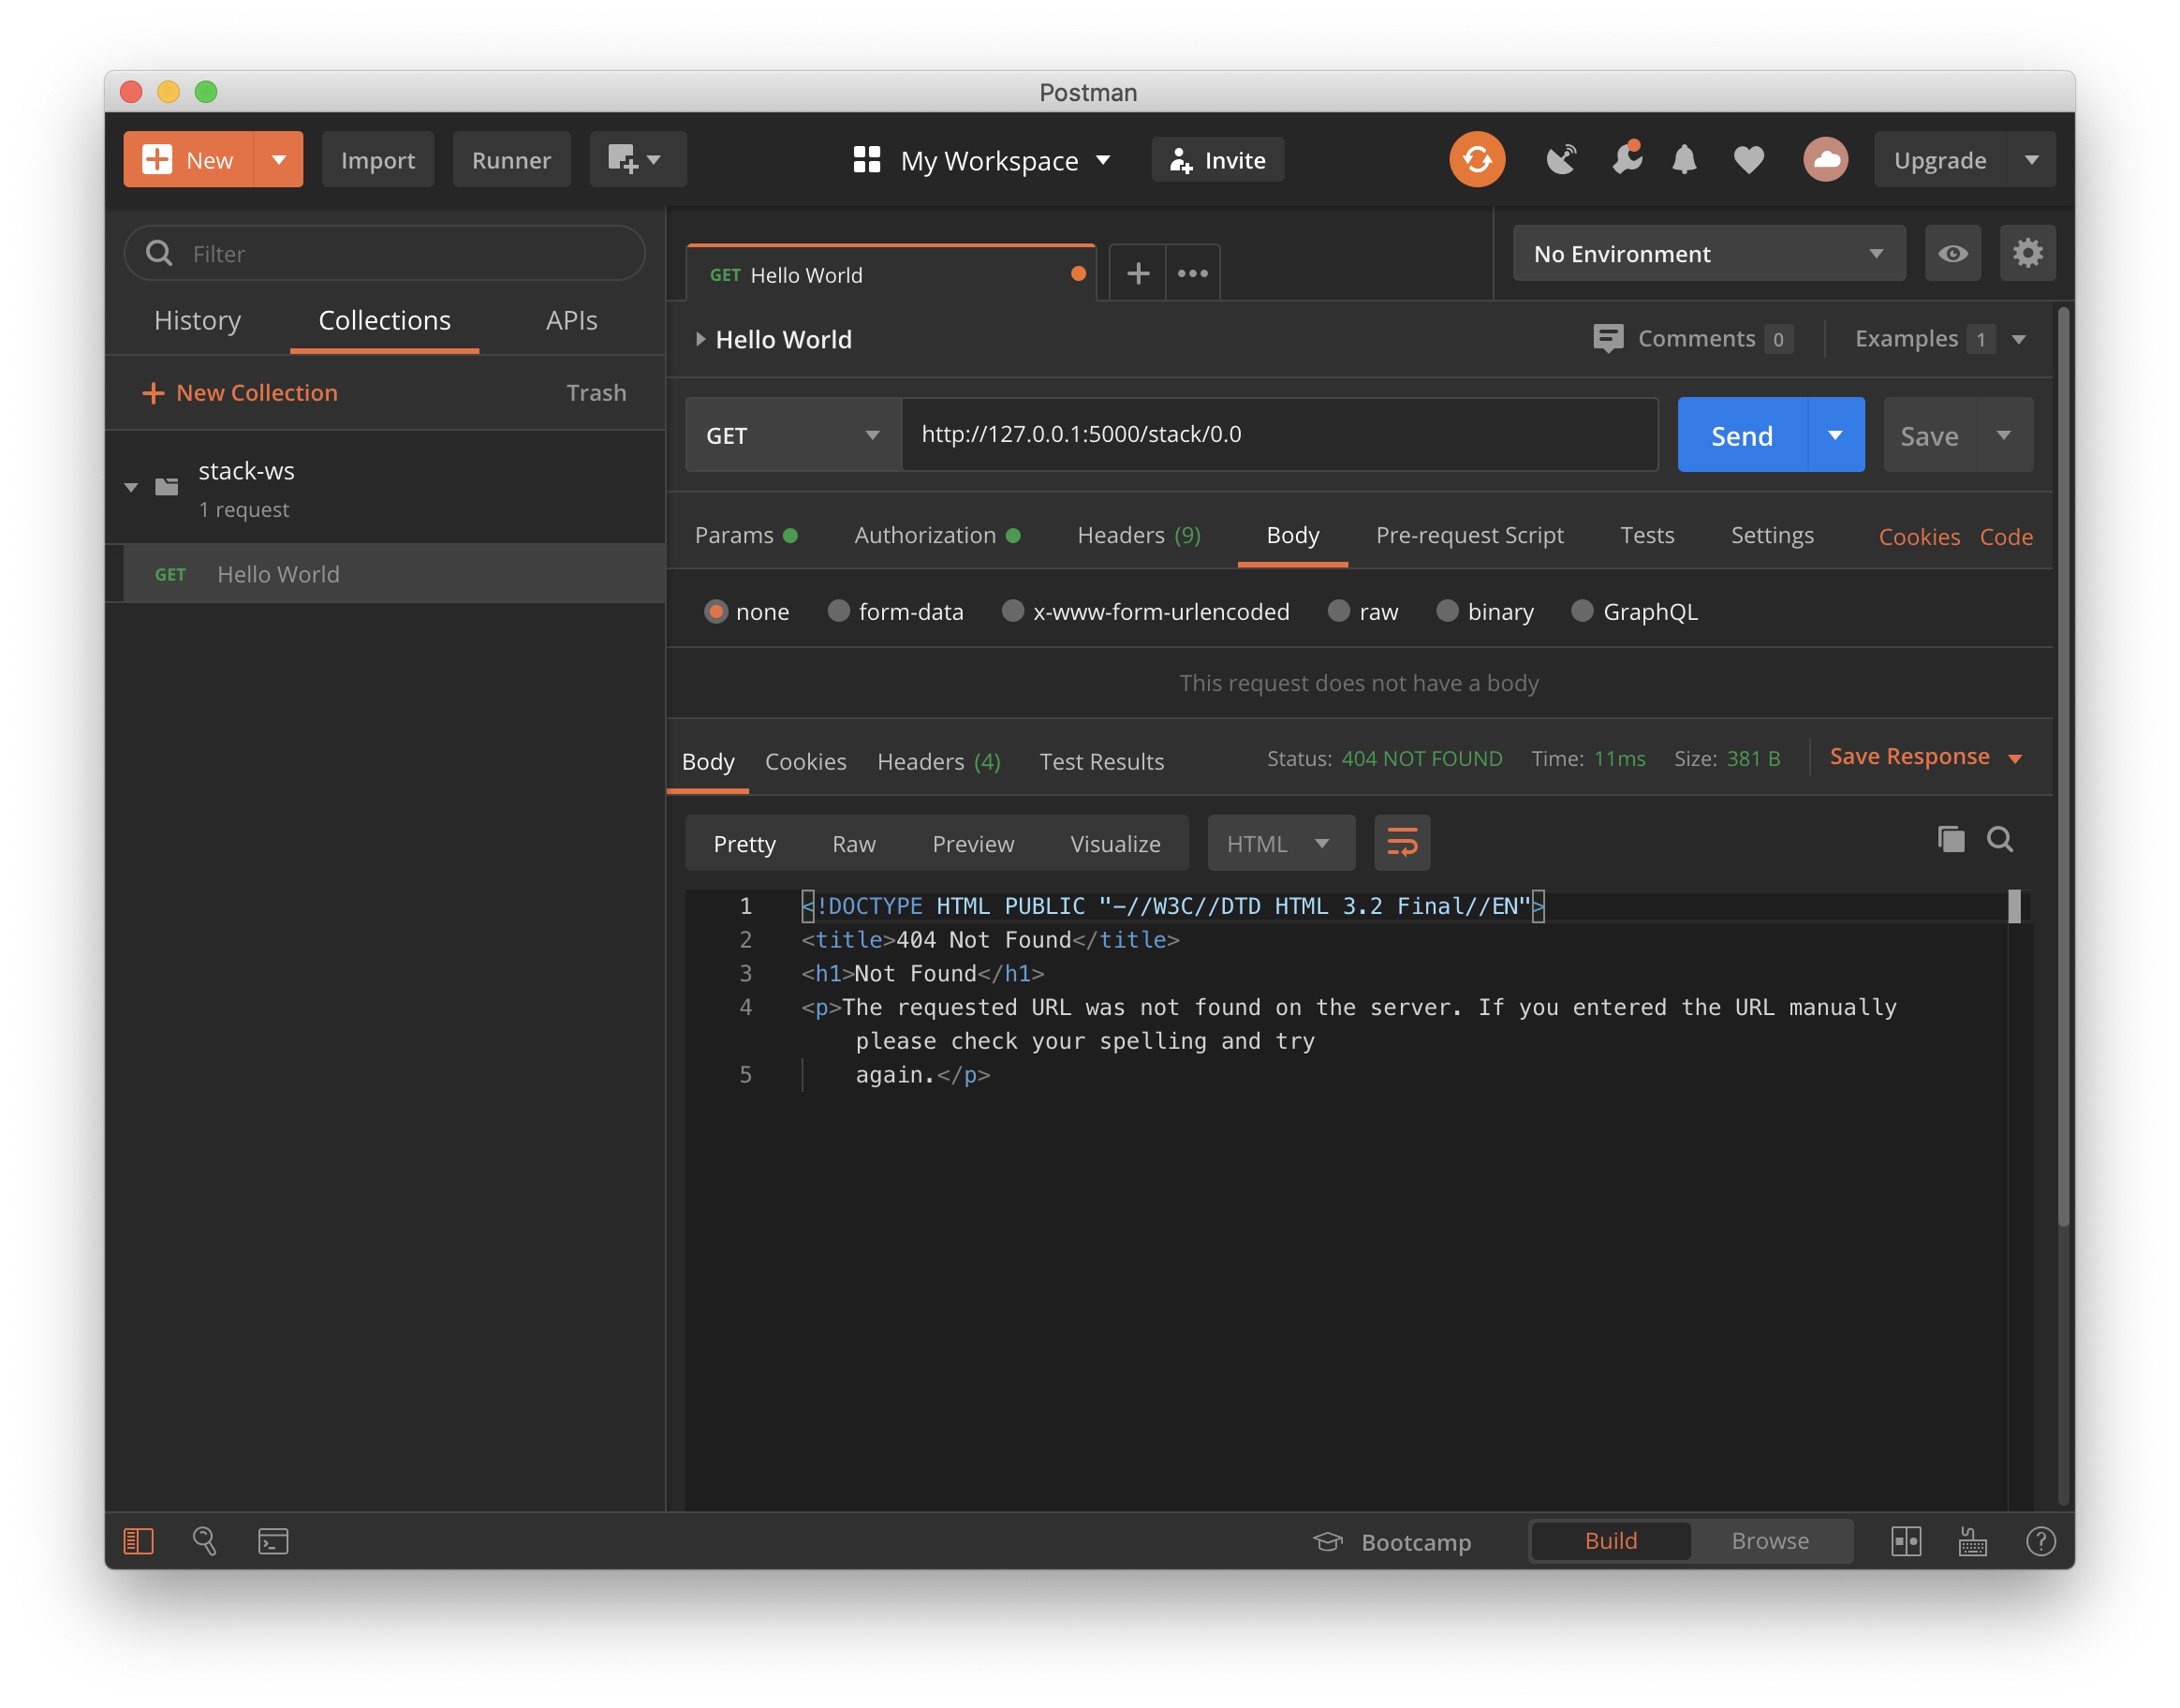 Postman
New Import Runner My Workspace Invite Upgrade
Filter
History Collections APIs
New Collection Trash
stack-ws
1 request
GET Hello World
GET Hello World
No Environment
Hello World Comments 0 Examples 1
GET http://127.0.0.1:5000/stack/0.0 Send Save
Params Authorization Headers (9) Body Pre-request Script Tests Settings Cookies Code
none form-data x-www-form-urlencoded raw binary GraphQL
This request does not have a body
Body Cookies Headers (4) Test Results Status: 404 NOT FOUND Time: 11ms Size: 381 B Save Response
Pretty Raw Preview Visualize HTML
1 <!DOCTYPE HTML PUBLIC "-//W3C//DTD HTML 3.2 Final//EN">
2 <title>404 Not Found</title>
3 <h1>Not Found</h1>
4 <p>The requested URL was not found on the server. If you entered the URL manually
please check your spelling and try
5 again.</p>
Bootcamp Build Browse